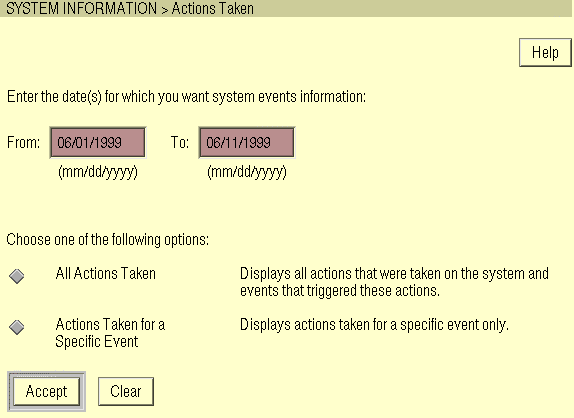 SYSTEM INFORMATION > Actions Taken
Help
Enter the date(s) for which you want system events information:
From: 06/01/1999 To: 06/11/1999
(mm/dd/yyyy) (mm/dd/yyyy)
Choose one of the following options:
All Actions Taken Displays all actions that were taken on the system and
events that triggered these actions.
Actions Taken for a Displays actions taken for a specific event only.
Specific Event
Accept Clear